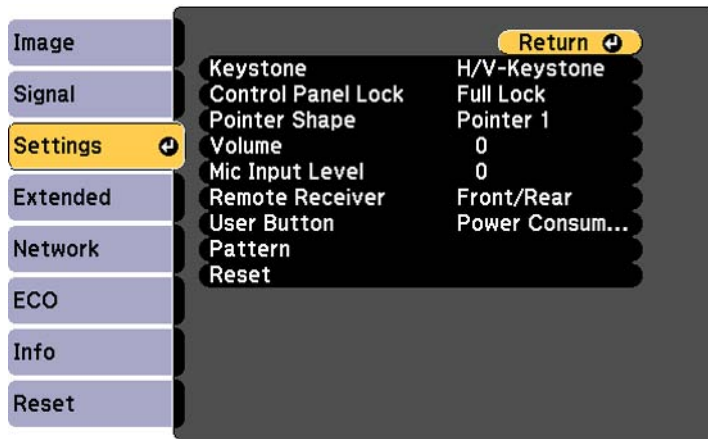 Image
Signal
Settings
Extended
Network
ECO
Info
Reset
Return
Keystone H/V-Keystone
Control Panel Lock Full Lock
Pointer Shape Pointer 1
Volume 0
Mic Input Level 0
Remote Receiver Front/Rear
User Button Power Consum...
Pattern
Reset